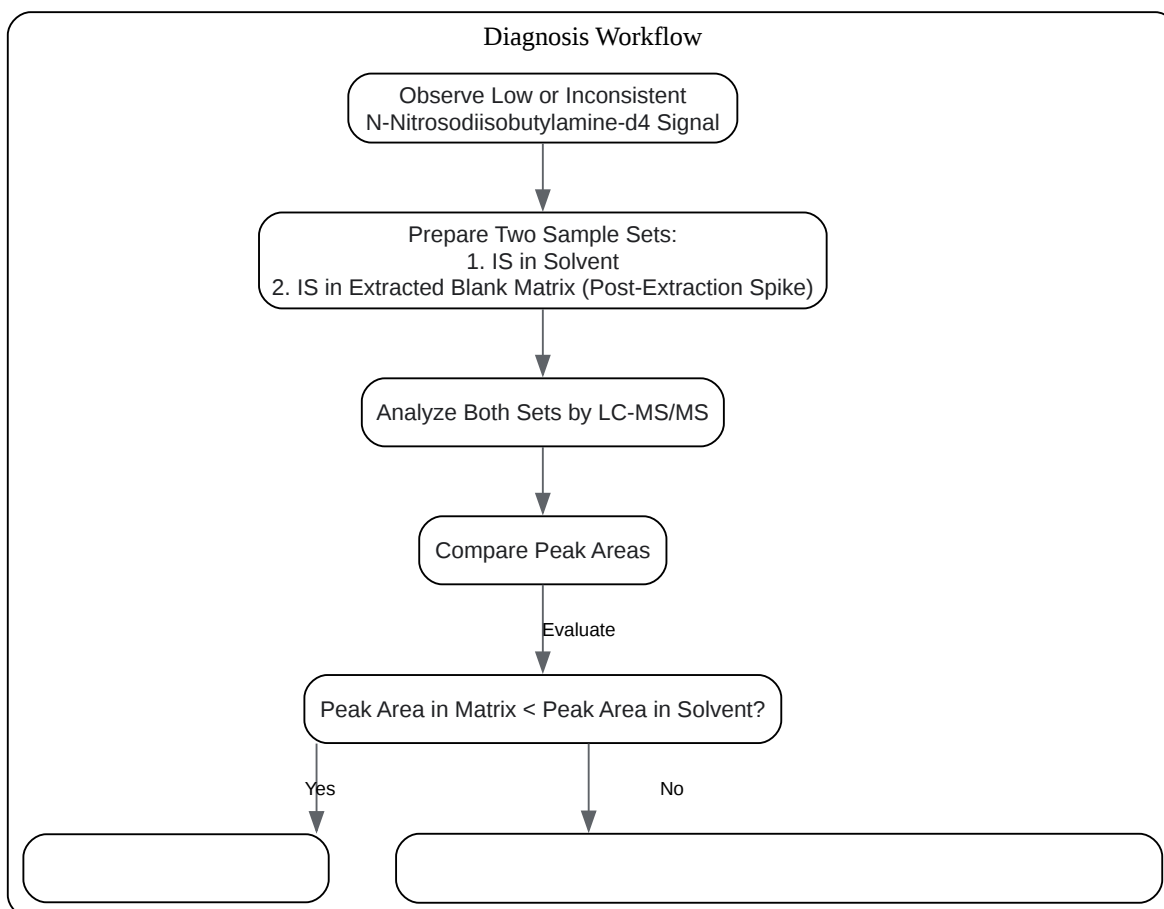 Diagnosis Workflow
Observe Low or Inconsistent
N-Nitrosodiisobutylamine-d4 Signal
Prepare Two Sample Sets:
1. IS in Solvent
2. IS in Extracted Blank Matrix (Post-Extraction Spike)
Analyze Both Sets by LC-MS/MS
Compare Peak Areas
Evaluate
Peak Area in Matrix < Peak Area in Solvent?
Yes
No